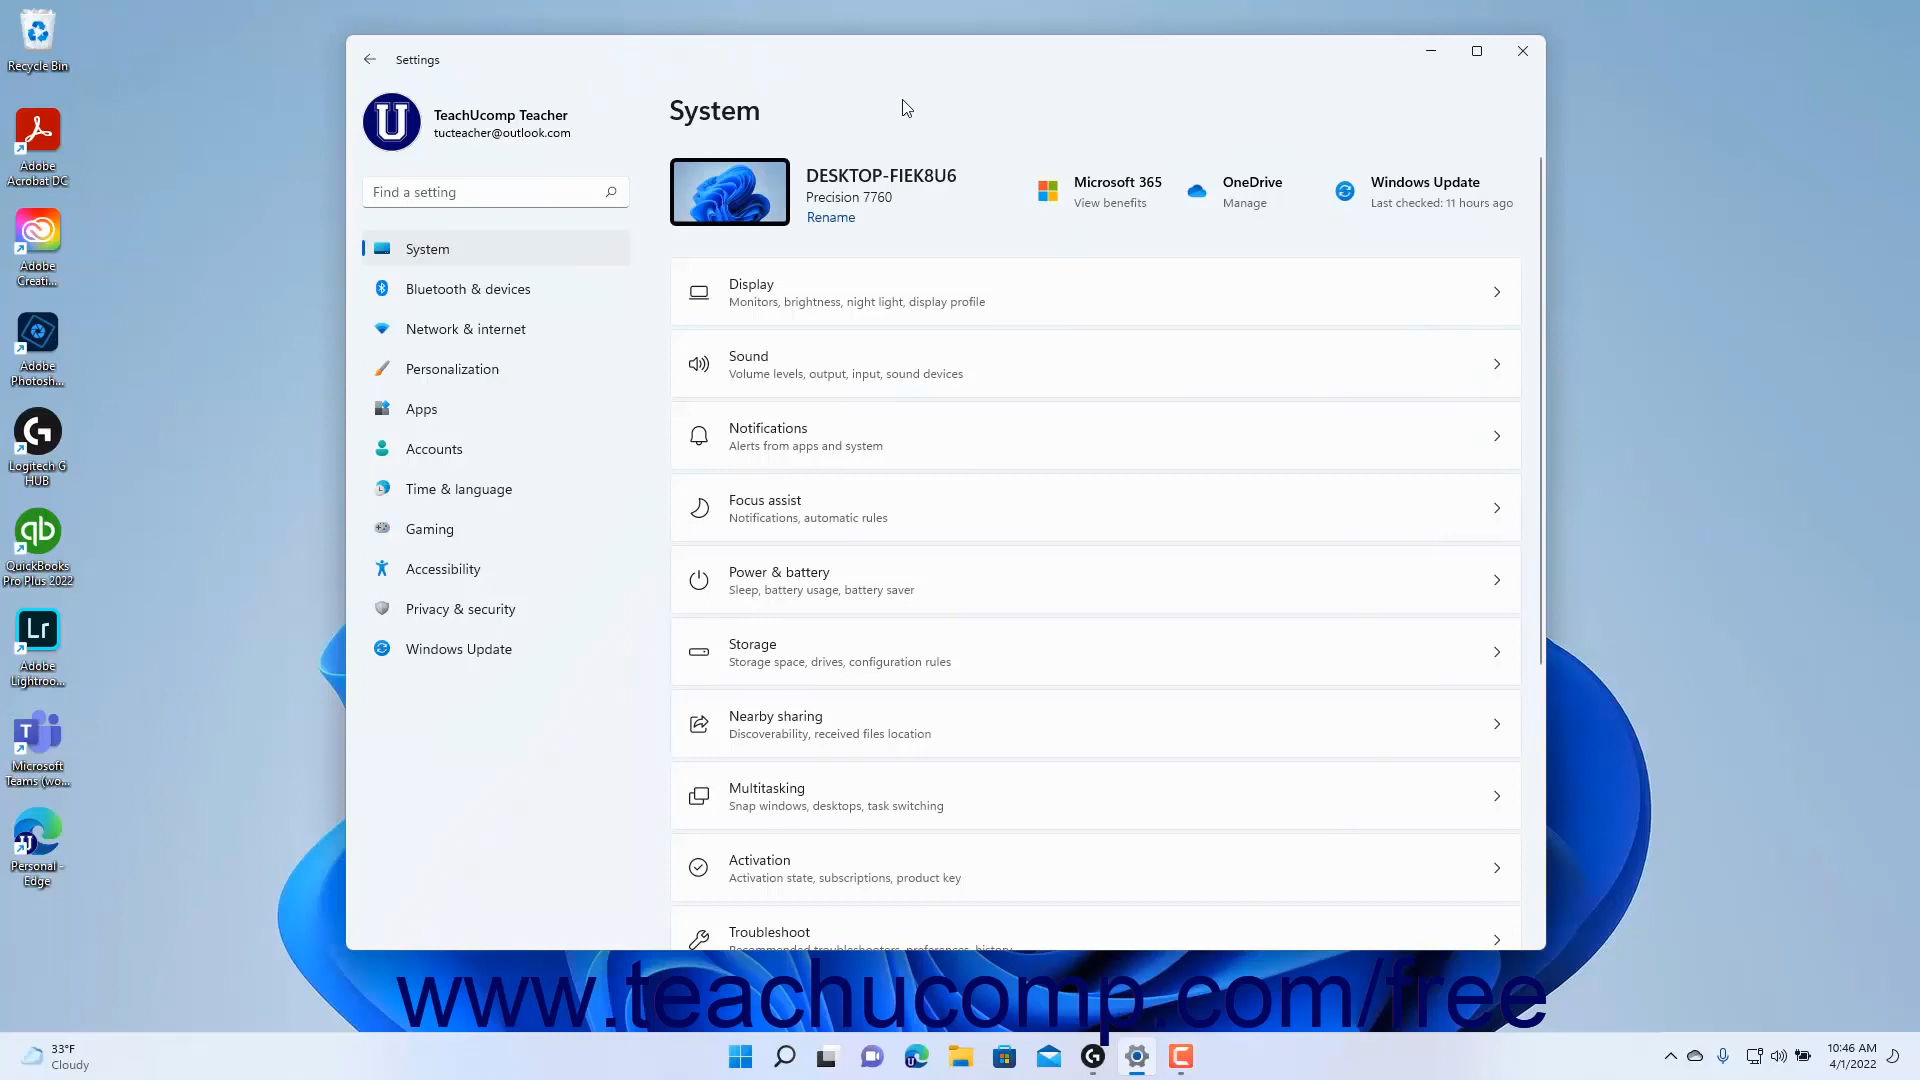 Recycle Bin
Adobe
Acrobat DC
Adobe
Creati...
Adobe
Photosh...
Logitech G
HUB
QuickBooks
Pro Plus 2022
Adobe
Lightroo...
Microsoft
Teams (wo...
Personal -
Edge
Settings
TeachUcomp Teacher
tucteacher@outlook.com
Find a setting
System
Bluetooth & devices
Network & internet
Personalization
Apps
Accounts
Time & language
Gaming
Accessibility
Privacy & security
Windows Update
System
DESKTOP-FIEK8U6
Precision 7760
Rename
Microsoft 365
View benefits
OneDrive
Manage
Windows Update
Last checked: 11 hours ago
Display
Monitors, brightness, night light, display profile
Sound
Volume levels, output, input, sound devices
Notifications
Alerts from apps and system
Focus assist
Notifications, automatic rules
Power & battery
Sleep, battery usage, battery saver
Storage
Storage space, drives, configuration rules
Nearby sharing
Discoverability, received files location
Multitasking
Snap windows, desktops, task switching
Activation
Activation state, subscriptions, product key
Troubleshoot
Recommended troubleshooters, preferences, history
www.teachucomp.com/free
33°F
Cloudy
10:46 AM
4/1/2022